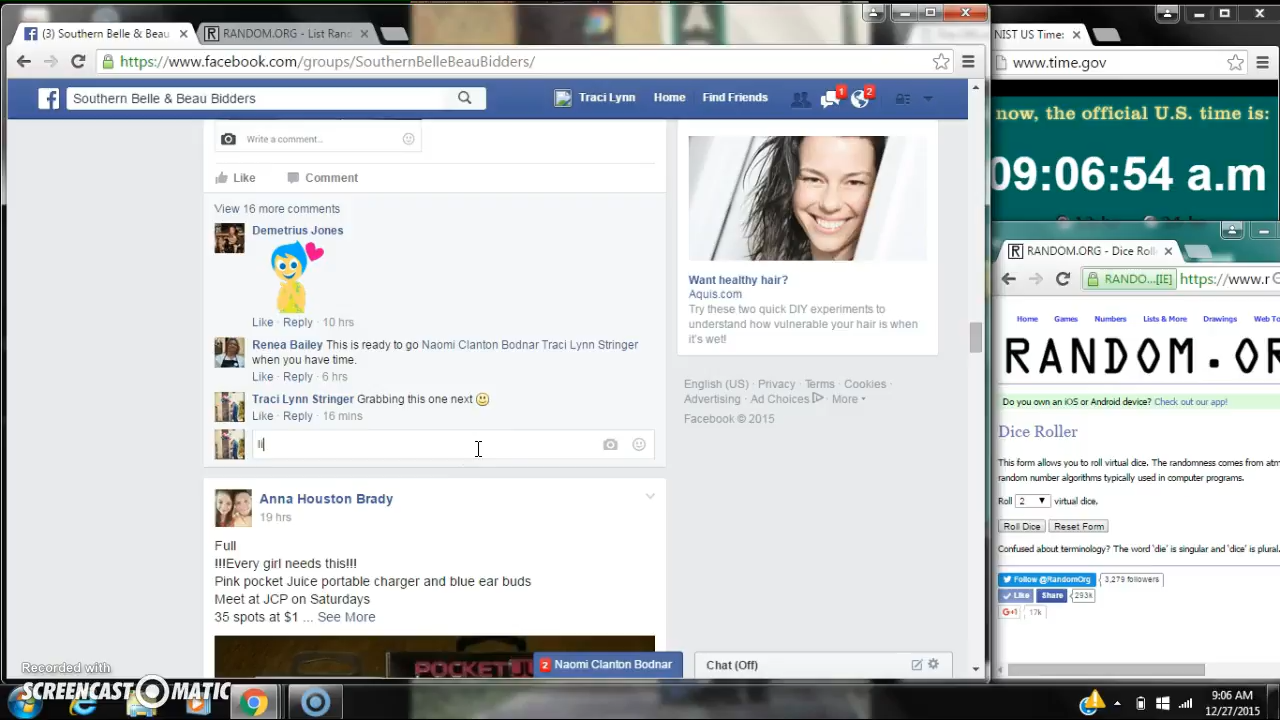 (3) Southern Belle & Beau
RANDOM.ORG - List Rand
https://www.facebook.com/groups/SouthernBelleBeauBidders/
Southern Belle & Beau Bidders
Traci Lynn
Home
Find Friends
1
2
Write a comment...
Like
Comment
View 16 more comments
Demetrius Jones
Like · Reply · 10 hrs
Renea Bailey This is ready to go Naomi Clanton Bodnar Traci Lynn Stringer
when you have time.
Like · Reply · 6 hrs
Traci Lynn Stringer Grabbing this one next
Like · Reply · 16 mins
Anna Houston Brady
19 hrs
Full
!!!Every girl needs this!!!
Pink pocket Juice portable charger and blue ear buds
Meet at JCP on Saturdays
35 spots at $1 ... See More
Want healthy hair?
Aquis.com
Try these two quick DIY experiments to
understand how vulnerable your hair is when
it's wet!
English (US) · Privacy · Terms · Cookies ·
Advertising · Ad Choices · More
Facebook © 2015
2 Naomi Clanton Bodnar
Chat (Off)
NIST US Time:
www.time.gov
now, the official U.S. time is:
09:06:54 a.m
RANDOM.ORG - Dice Roll
RANDO...[IE]
https://www.r
Home
Games
Numbers
Lists & More
Drawings
Web To
RANDOM.OR
Do you own an iOS or Android device? Check out our app!
Dice Roller
This form allows you to roll virtual dice. The randomness comes from atm
random number algorithms typically used in computer programs.
Roll 2 virtual dice.
Roll Dice
Reset Form
Confused about terminology? The word 'die' is singular and 'dice' is plural.
Follow @RandomOrg
3,279 followers
Like
Share
293k
G+1
17k
Recorded with
SCREENCAST-O-MATIC
9:06 AM
12/27/2015